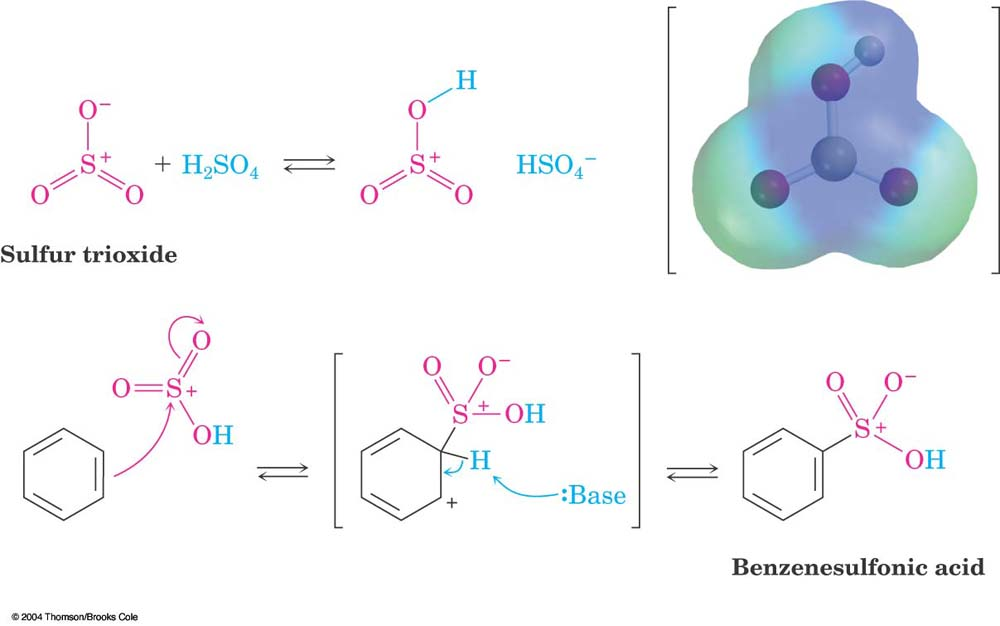 O⁻ H
O
S⁺ + H₂SO₄ ⇌ S⁺ HSO₄⁻
O O O O
Sulfur trioxide
O O O⁻ O O⁻
O=S+ S+ OH S+
OH H OH
+ :Base
Benzenesulfonic acid
© 2004 Thomson/Brooks Cole